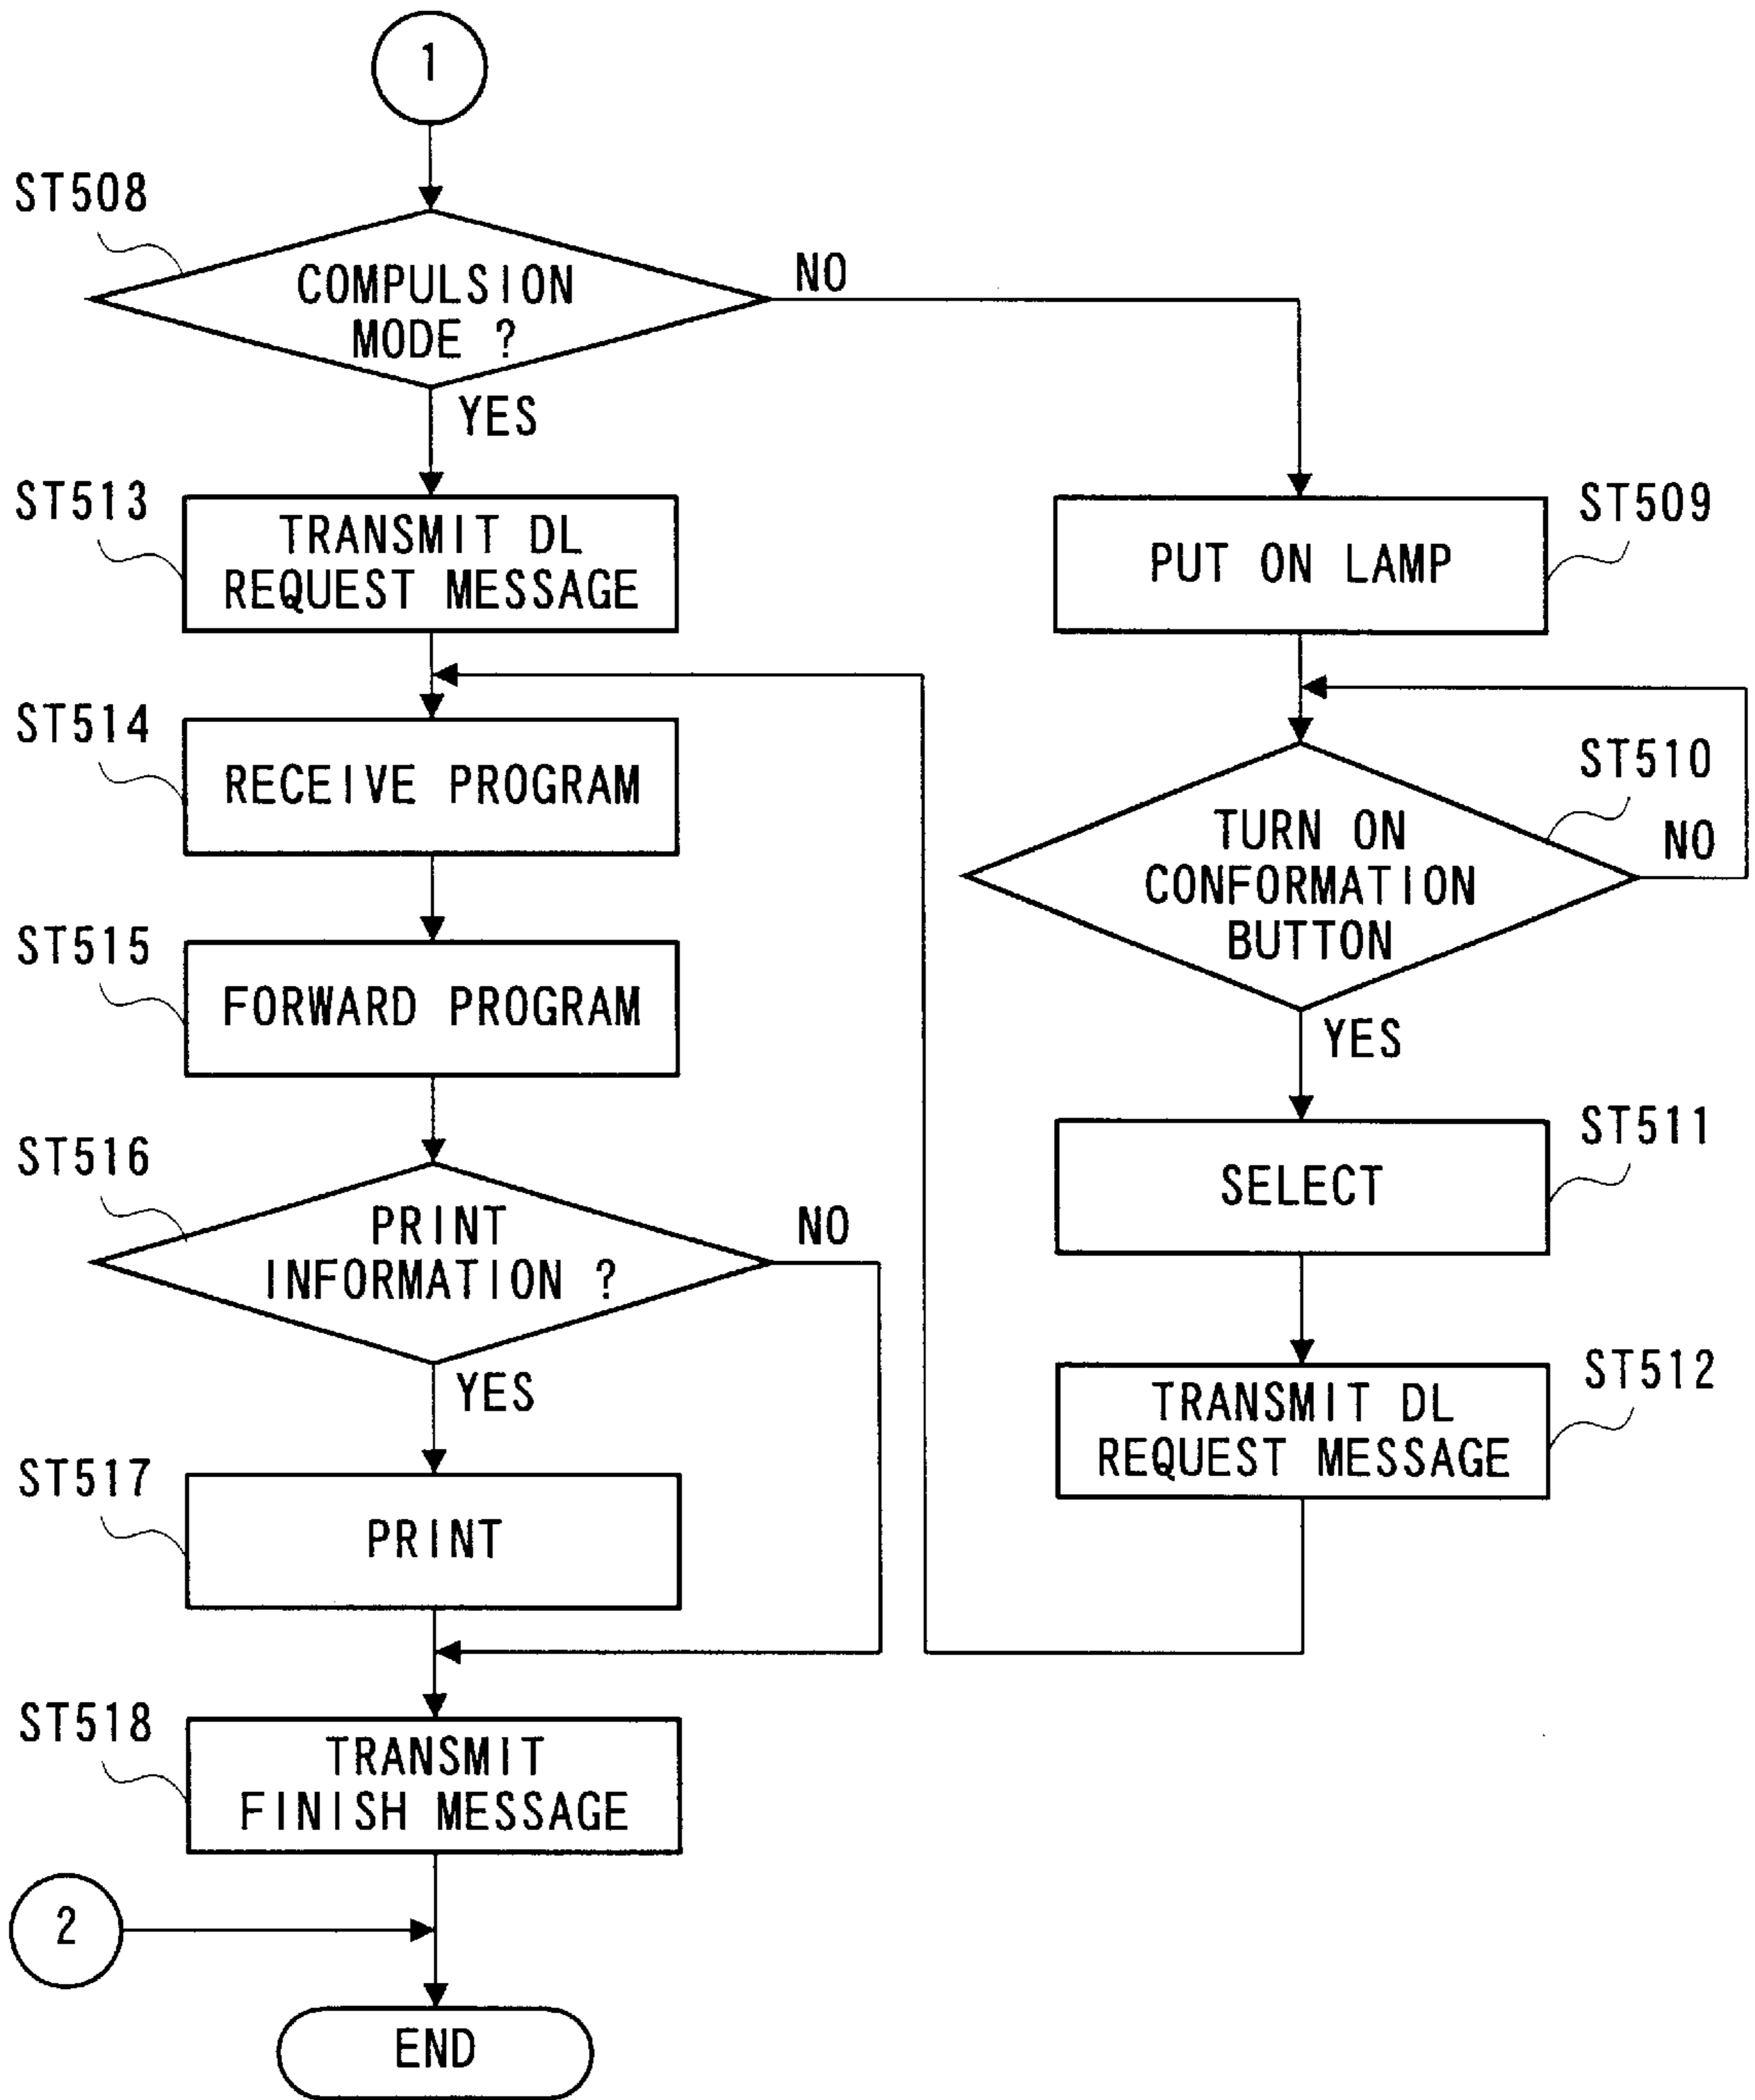 1
ST508
COMPULSION
MODE ?
NO
YES
ST513
TRANSMIT DL
REQUEST MESSAGE
ST509
PUT ON LAMP
ST514
RECEIVE PROGRAM
ST510
TURN ON
CONFORMATION
BUTTON
NO
YES
ST515
FORWARD PROGRAM
ST511
SELECT
ST516
PRINT
INFORMATION ?
NO
YES
ST512
TRANSMIT DL
REQUEST MESSAGE
ST517
PRINT
ST518
TRANSMIT
FINISH MESSAGE
2
END